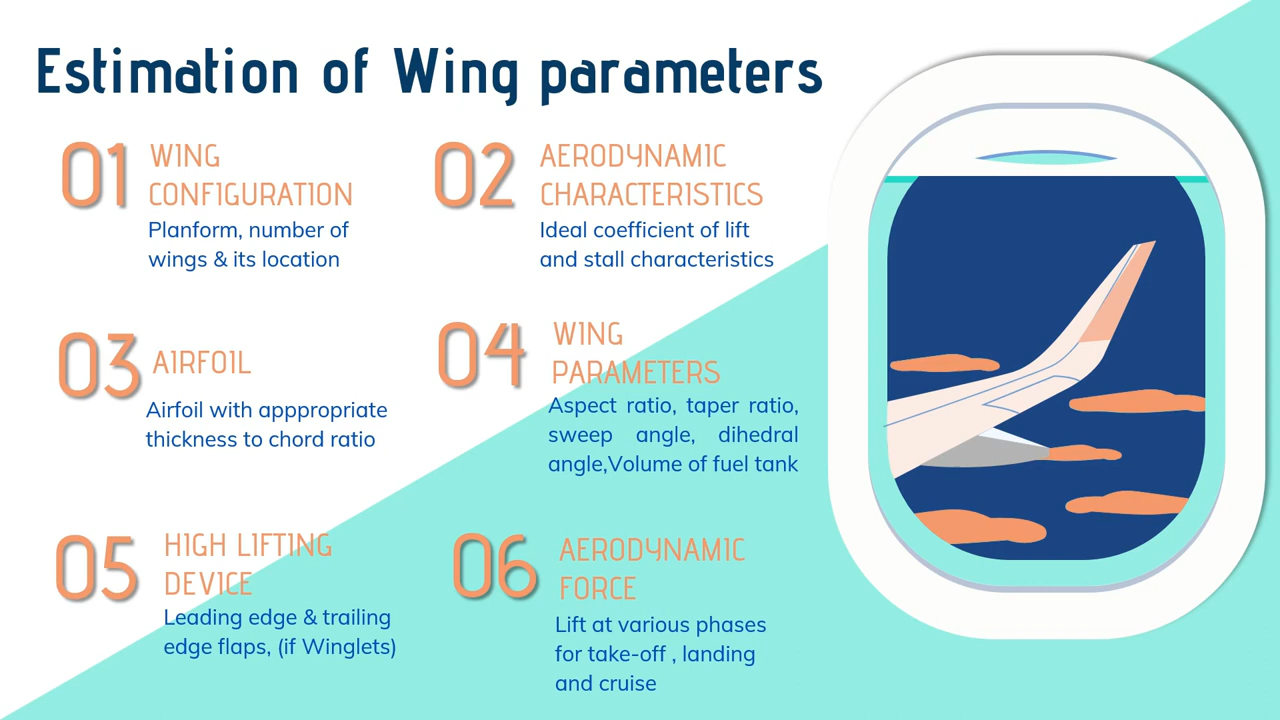 Estimation of Wing parameters
01
WING
CONFIGURATION
Planform, number of
wings & its location
02
AERODYNAMIC
CHARACTERISTICS
Ideal coefficient of lift
and stall characteristics
03
AIRFOIL
Airfoil with apppropriate
thickness to chord ratio
04
WING
PARAMETERS
Aspect ratio, taper ratio,
sweep angle, dihedral
angle,Volume of fuel tank
05
HIGH LIFTING
DEVICE
Leading edge & trailing
edge flaps, (if Winglets)
06
AERODYNAMIC
FORCE
Lift at various phases
for take-off , landing
and cruise